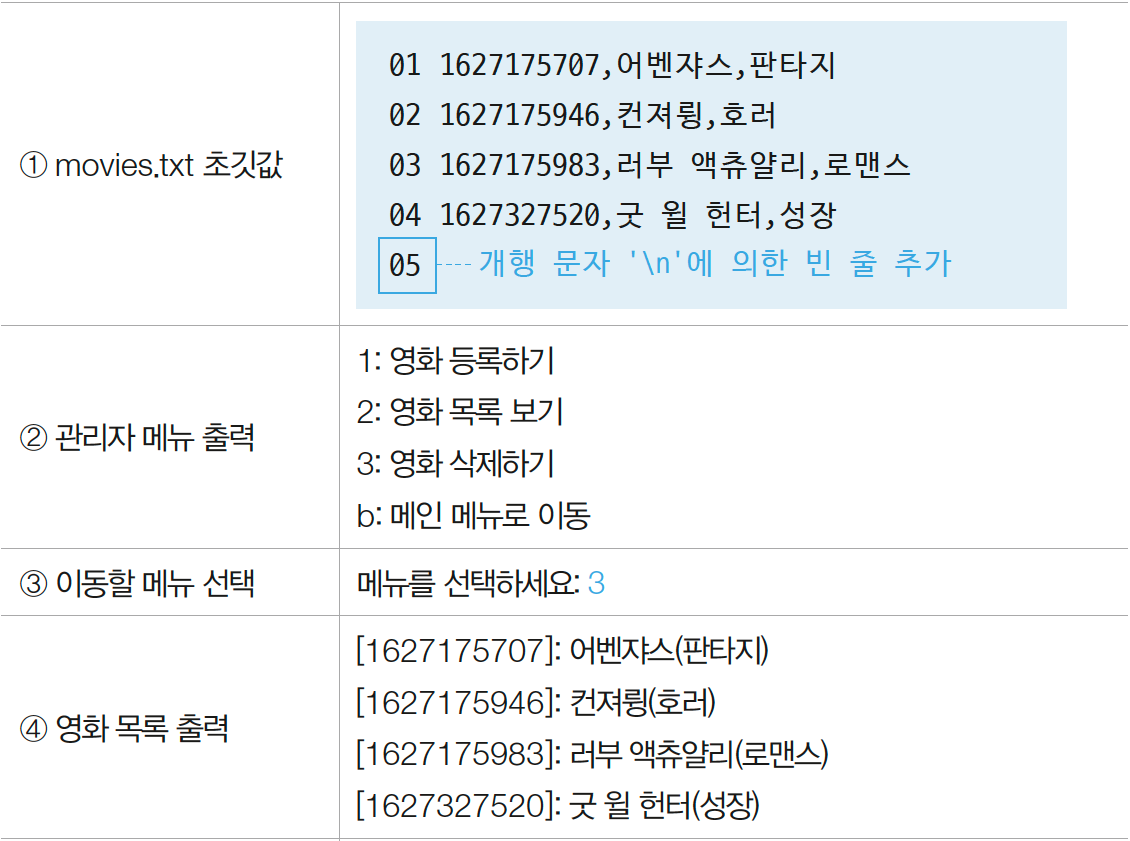 ① movies.txt 초깃값
01 1627175707,어벤쟈스,판타지
02 1627175946,컨져륑,호러
03 1627175983,러부 액츄얄리,로맨스
04 1627327520,굿 윌 헌터,성장
05 개행 문자 '\n'에 의한 빈 줄 추가
② 관리자 메뉴 출력
1: 영화 등록하기
2: 영화 목록 보기
3: 영화 삭제하기
b: 메인 메뉴로 이동
③ 이동할 메뉴 선택
메뉴를 선택하세요: 3
④ 영화 목록 출력
[1627175707]: 어벤쟈스(판타지)
[1627175946]: 컨져륑(호러)
[1627175983]: 러부 액츄얄리(로맨스)
[1627327520]: 굿 윌 헌터(성장)